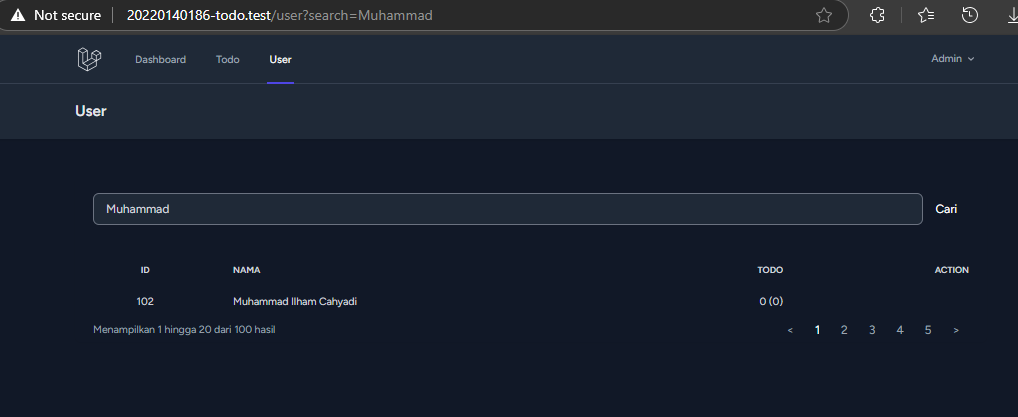 Not secure 20220140186-todo.test/user?search=Muhammad
Dashboard Todo User Admin
User
Muhammad Cari
ID NAMA TODO ACTION
102 Muhammad Ilham Cahyadi 0 (0)
Menampilkan 1 hingga 20 dari 100 hasil < 1 2 3 4 5 >